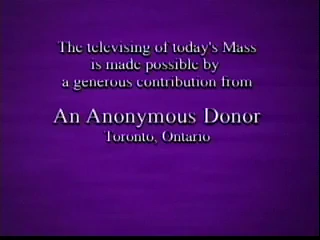 The televising of today's Mass
is made possible by
a generous contribution from
An Anonymous Donor
Toronto, Ontario